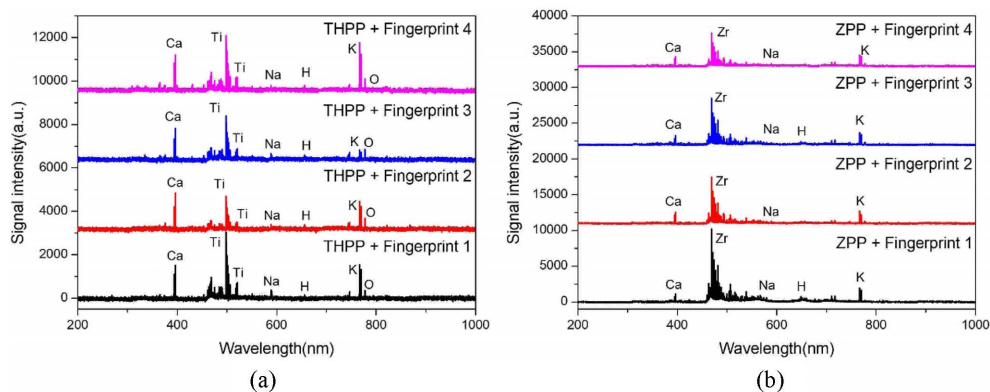 THPP + Fingerprint 4
12000
Ca
Ti
Ti
Na
H
K
O
10000
8000
THPP + Fingerprint 3
Ca
Ti
Ti
Na
H
K
O
6000
THPP + Fingerprint 2
4000
Ca
Ti
Ti
Na
H
K
O
2000
THPP + Fingerprint 1
Ca
Ti
Ti
Na
H
K
O
0
200
400
600
800
1000
Signal intensity(a.u.)
Wavelength(nm)
(a)
40000
ZPP + Fingerprint 4
35000
Ca
Zr
Na
K
30000
ZPP + Fingerprint 3
25000
Ca
Zr
Na
H
K
20000
ZPP + Fingerprint 2
15000
Ca
Zr
Na
K
10000
ZPP + Fingerprint 1
5000
Ca
Zr
Na
H
K
0
200
400
600
800
1000
Signal intensity(a.u.)
Wavelength(nm)
(b)